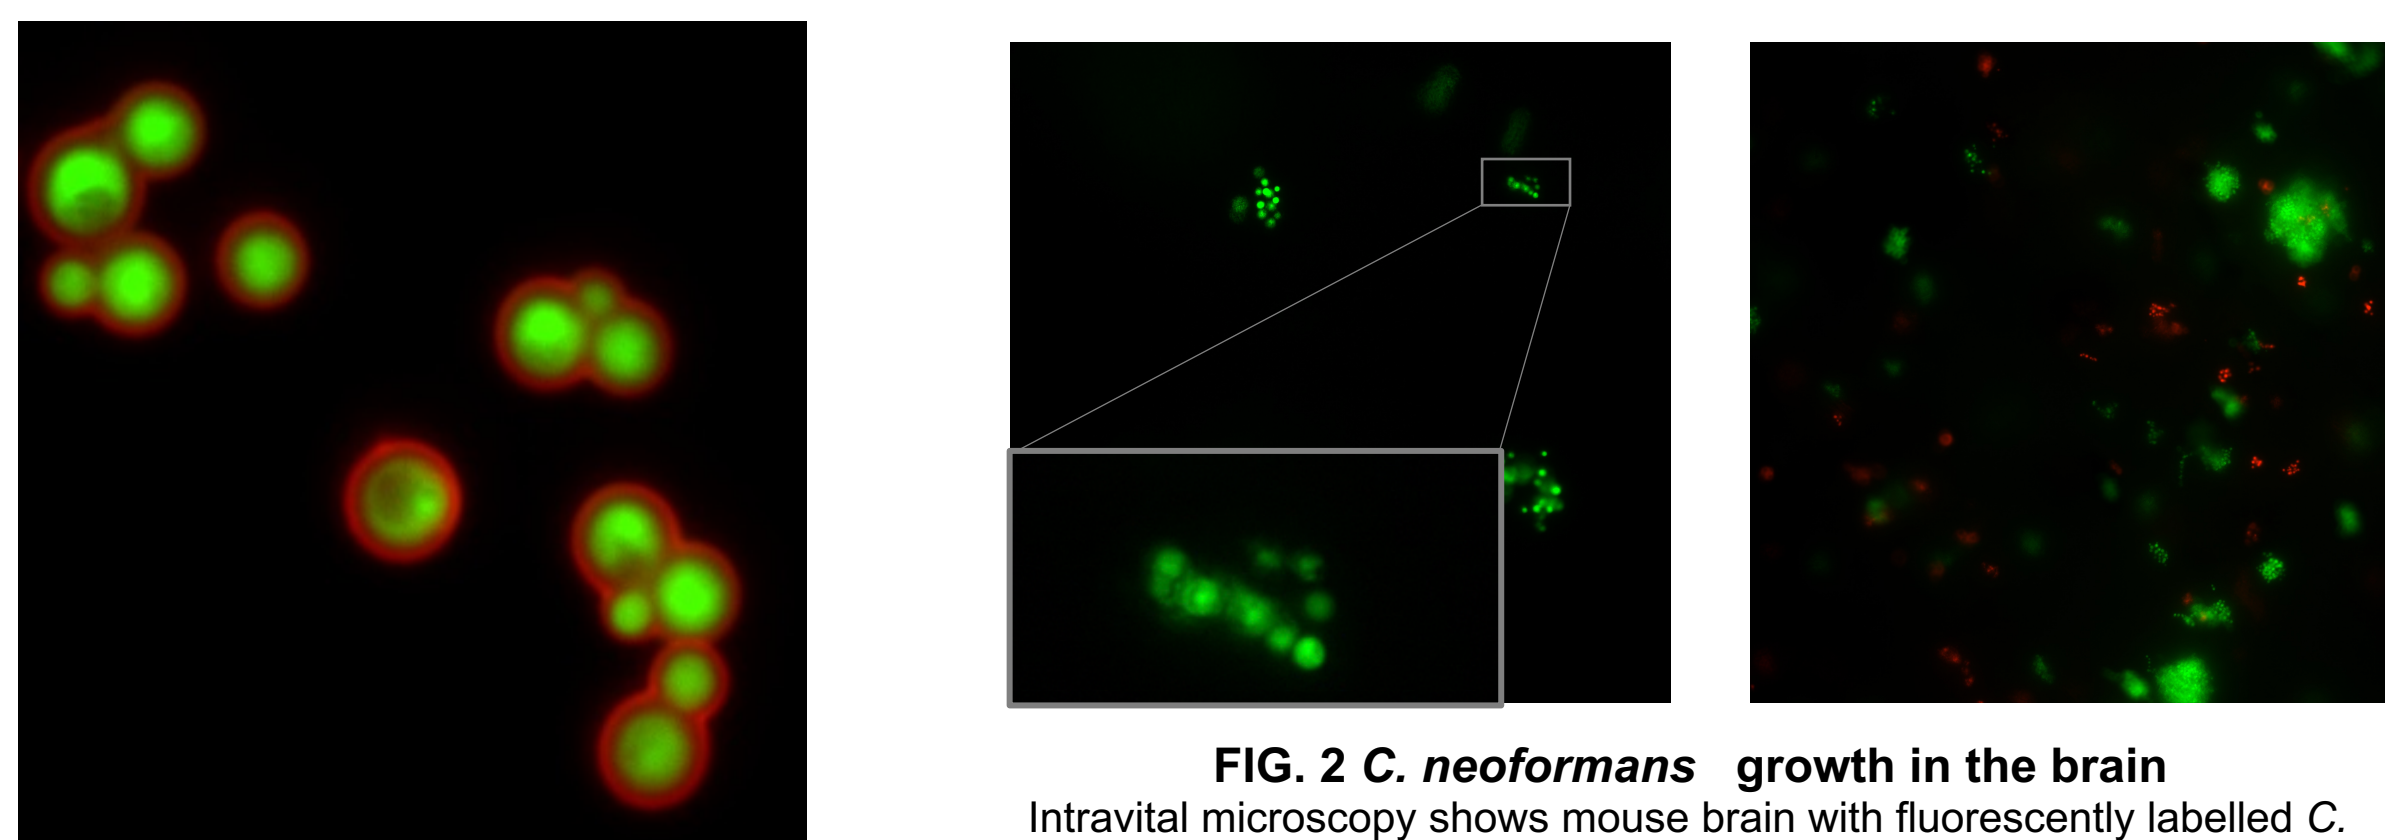 FIG. 2 C. neoformans growth in the brain
Intravital microscopy shows mouse brain with fluorescently labelled C.